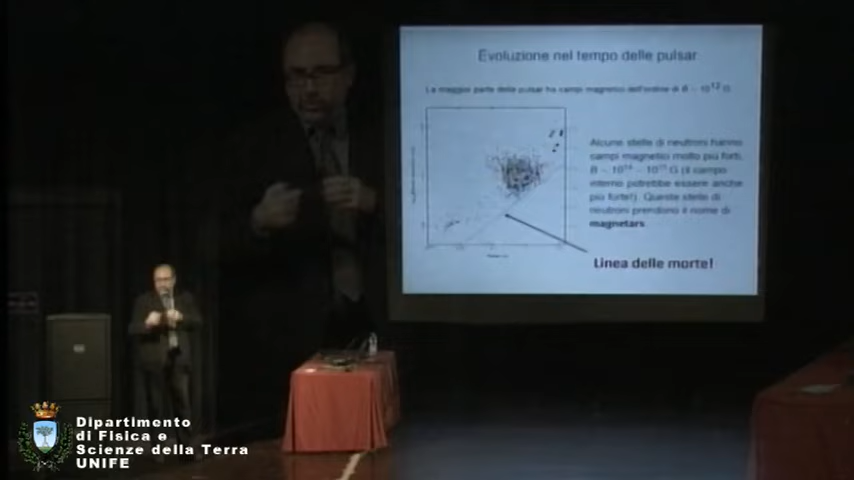 Evoluzione nel tempo delle pulsar
La maggior parte delle pulsar ha campi magnetici dell'ordine di B ~ 10¹² G
Alcune stelle di neutroni hanno
campi magnetici molto più forti,
B ~ 10¹⁴ - 10¹⁵ G (il campo
interno potrebbe essere anche
più forte!). Queste stelle di
neutroni prendono il nome di
magnetars
Linea delle morte!
Dipartimento
di Fisica e
Scienze della Terra
UNIFE